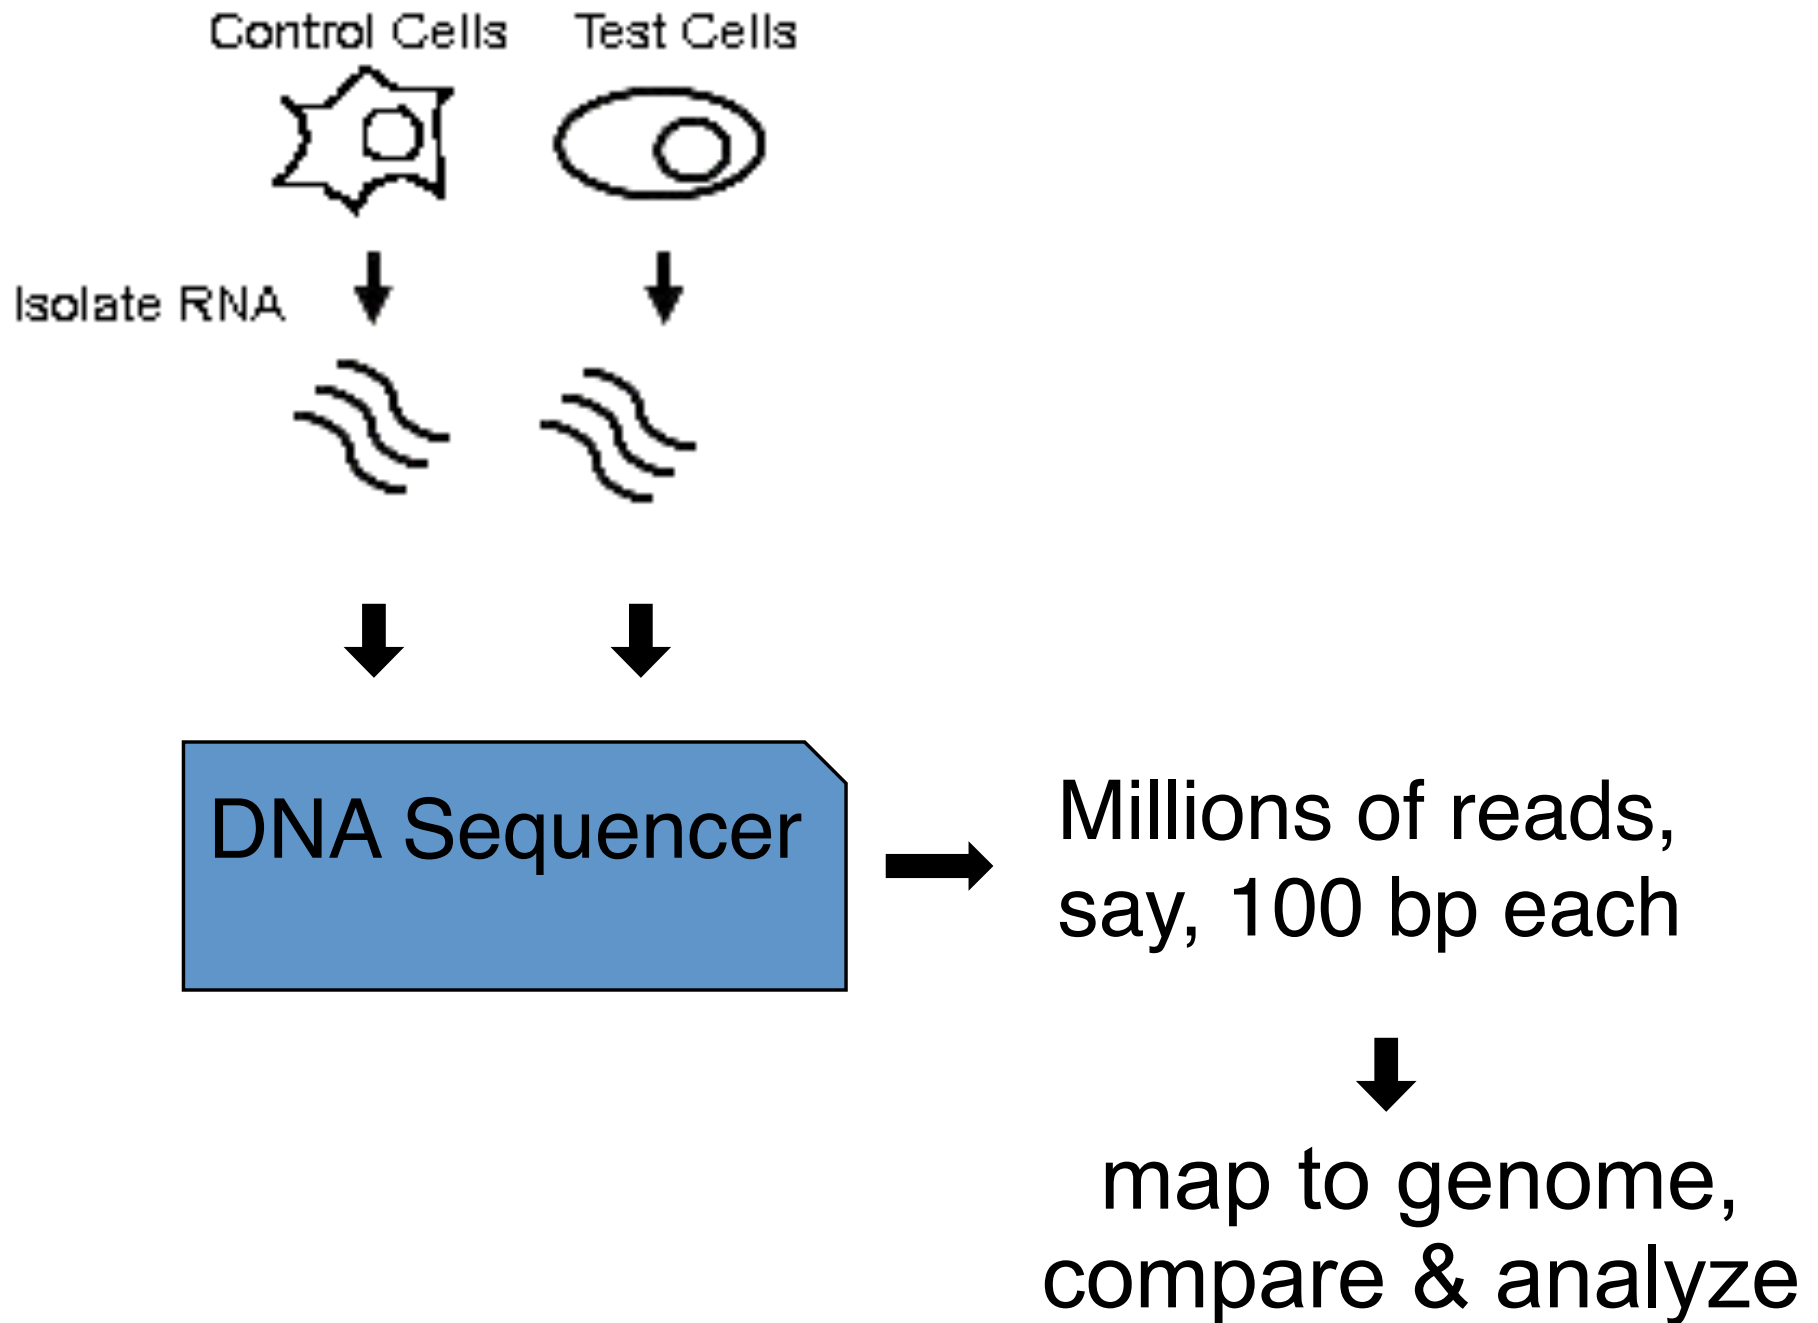 Control Cells
Test Cells
Isolate RNA
DNA Sequencer
Millions of reads,
say, 100 bp each
map to genome,
compare & analyze